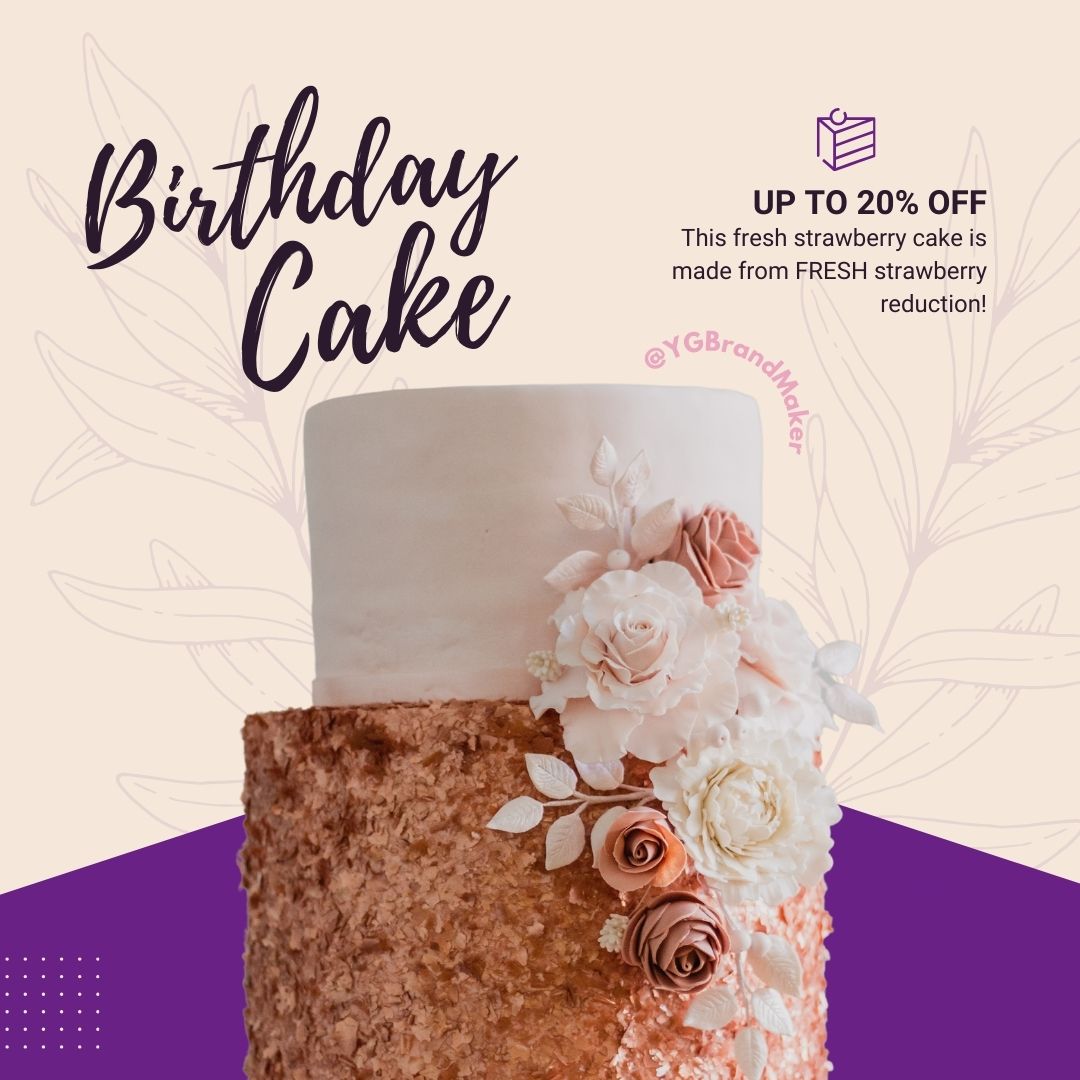 Birthday
Cake
UP TO 20% OFF
This fresh strawberry cake is
made from FRESH strawberry
reduction!
@YGBrandMaker